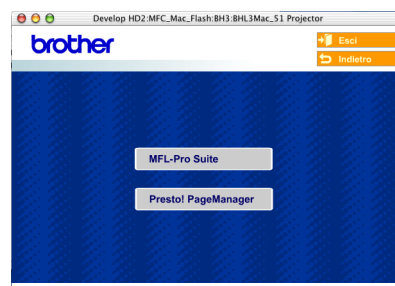 Develop HD2:MFC_Mac_Flash:BH3:BHL3Mac_S1 Projector
brother
Esci
Indietro
MFL-Pro Suite
Presto! PageManager